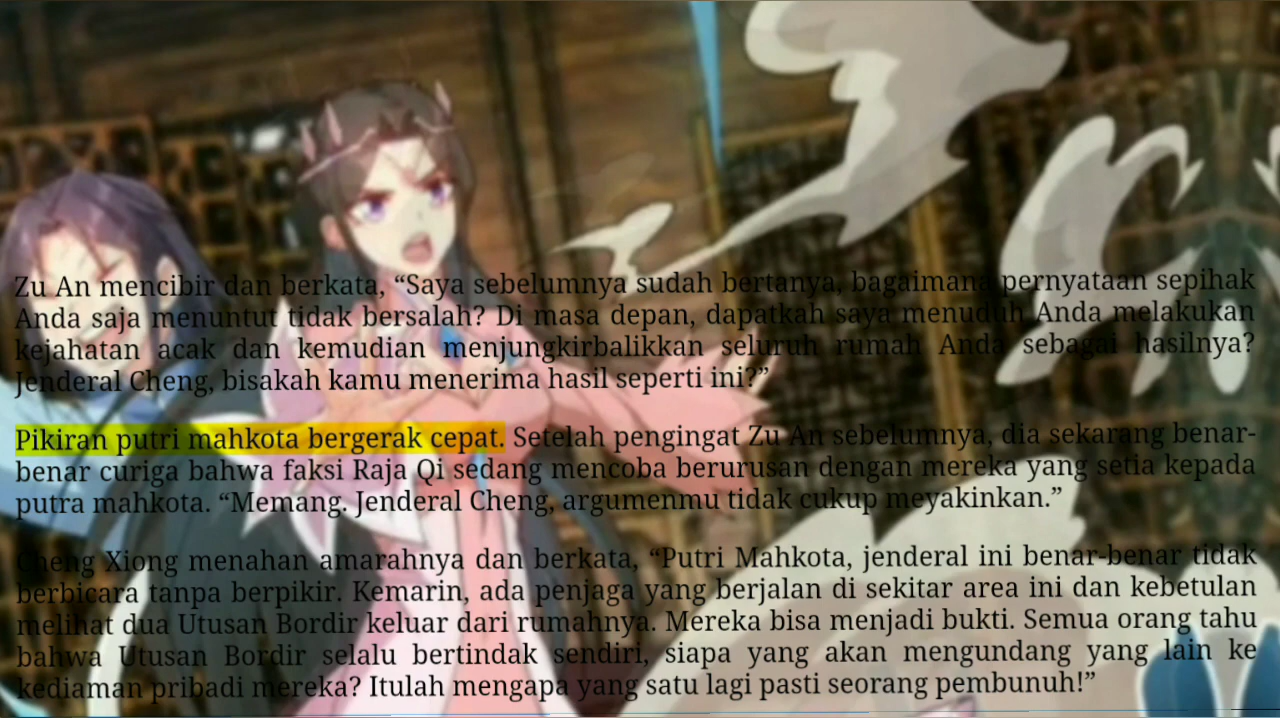 Zu An mencibir dan berkata, “Saya sebelumnya sudah bertanya, bagaimana pernyataan sepihak
Anda saja menuntut tidak bersalah? Di masa depan, dapatkah saya menuduh Anda melakukan
kejahatan acak dan kemudian menjungkirbalikkan seluruh rumah Anda sebagai hasilnya?
Jenderal Cheng, bisakah kamu menerima hasil seperti ini?”
Pikiran putri mahkota bergerak cepat. Setelah pengingat Zu An sebelumnya, dia sekarang benar-
benar curiga bahwa faksi Raja Qi sedang mencoba berurusan dengan mereka yang setia kepada
putra mahkota. “Memang. Jenderal Cheng, argumenmu tidak cukup meyakinkan.”
Cheng Xiong menahan amarahnya dan berkata, “Putri Mahkota, jenderal ini benar-benar tidak
berbicara tanpa berpikir. Kemarin, ada penjaga yang berjalan di sekitar area ini dan kebetulan
melihat dua Utusan Bordir keluar dari rumahnya. Mereka bisa menjadi bukti. Semua orang tahu
bahwa Utusan Bordir selalu bertindak sendiri, siapa yang akan mengundang yang lain ke
kediaman pribadi mereka? Itulah mengapa yang satu lagi pasti seorang pembunuh!”